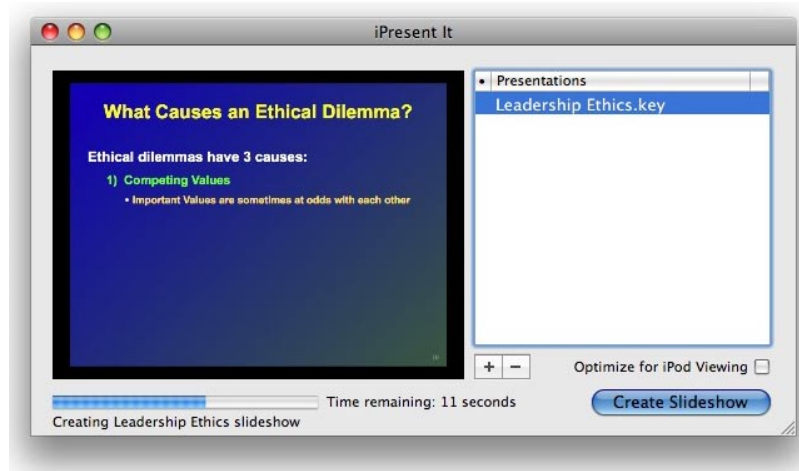 iPresent It
What Causes an Ethical Dilemma?
Ethical dilemmas have 3 causes:
1) Competing Values
• Important Values are sometimes at odds with each other
• Presentations
Leadership Ethics.key
+ −
Optimize for iPod Viewing
Time remaining: 11 seconds
Create Slideshow
Creating Leadership Ethics slideshow